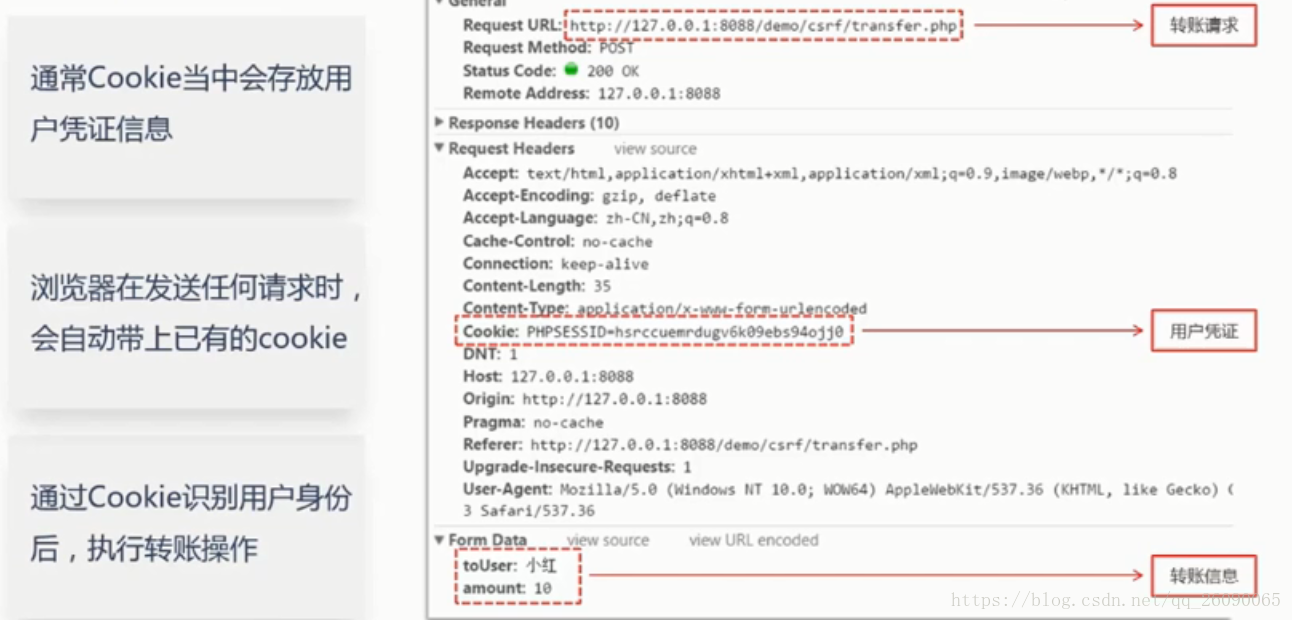 通常Cookie当中会存放用
户凭证信息
浏览器在发送任何请求时，
会自动带上已有的cookie
通过Cookie识别用户身份
后，执行转账操作
General
Request URL: http://127.0.0.1:8088/demo/csrf/transfer.php
转账请求
Request Method: POST
Status Code: 200 OK
Remote Address: 127.0.0.1:8088
Response Headers (10)
Request Headers view source
Accept: text/html,application/xhtml+xml,application/xml;q=0.9,image/webp,*/*;q=0.8
Accept-Encoding: gzip, deflate
Accept-Language: zh-CN,zh;q=0.8
Cache-Control: no-cache
Connection: keep-alive
Content-Length: 35
Content-Type: application/x-www-form-urlencoded
Cookie: PHPSESSID=hsrccuemrdugv6k09ebs94ojj0
用户凭证
DNT: 1
Host: 127.0.0.1:8088
Origin: http://127.0.0.1:8088
Pragma: no-cache
Referer: http://127.0.0.1:8088/demo/csrf/transfer.php
Upgrade-Insecure-Requests: 1
User-Agent: Mozilla/5.0 (Windows NT 10.0; WOW64) AppleWebKit/537.36 (KHTML, like Gecko)
3 Safari/537.36
Form Data view source view URL encoded
toUser: 小红
amount: 10
转账信息
https://blog.csdn.net/qq_26090065